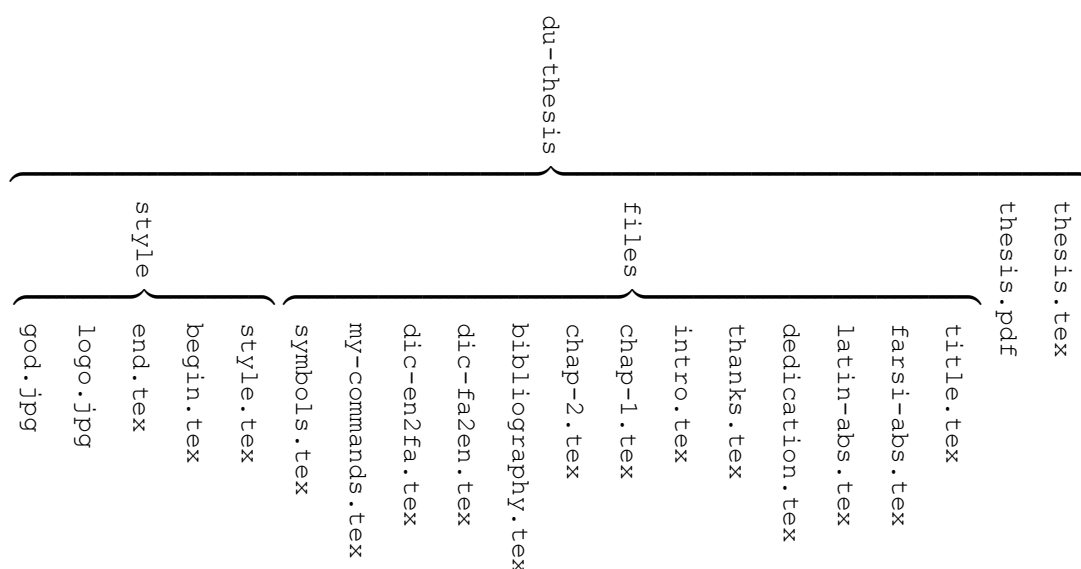 du-thesis
thesis.tex
thesis.pdf
files
title.tex
farsi-abs.tex
latin-abs.tex
dedication.tex
thanks.tex
intro.tex
chap-1.tex
chap-2.tex
bibliography.tex
dic-fa2en.tex
dic-en2fa.tex
my-commands.tex
symbols.tex
style
style.tex
begin.tex
end.tex
logo.jpg
god.jpg